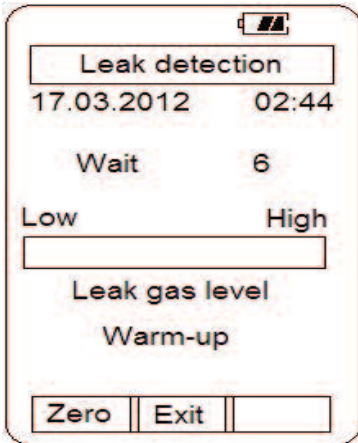 Leak detection
17.03.2012 02:44
Wait 6
Low High
Leak gas level
Warm-up
Zero Exit